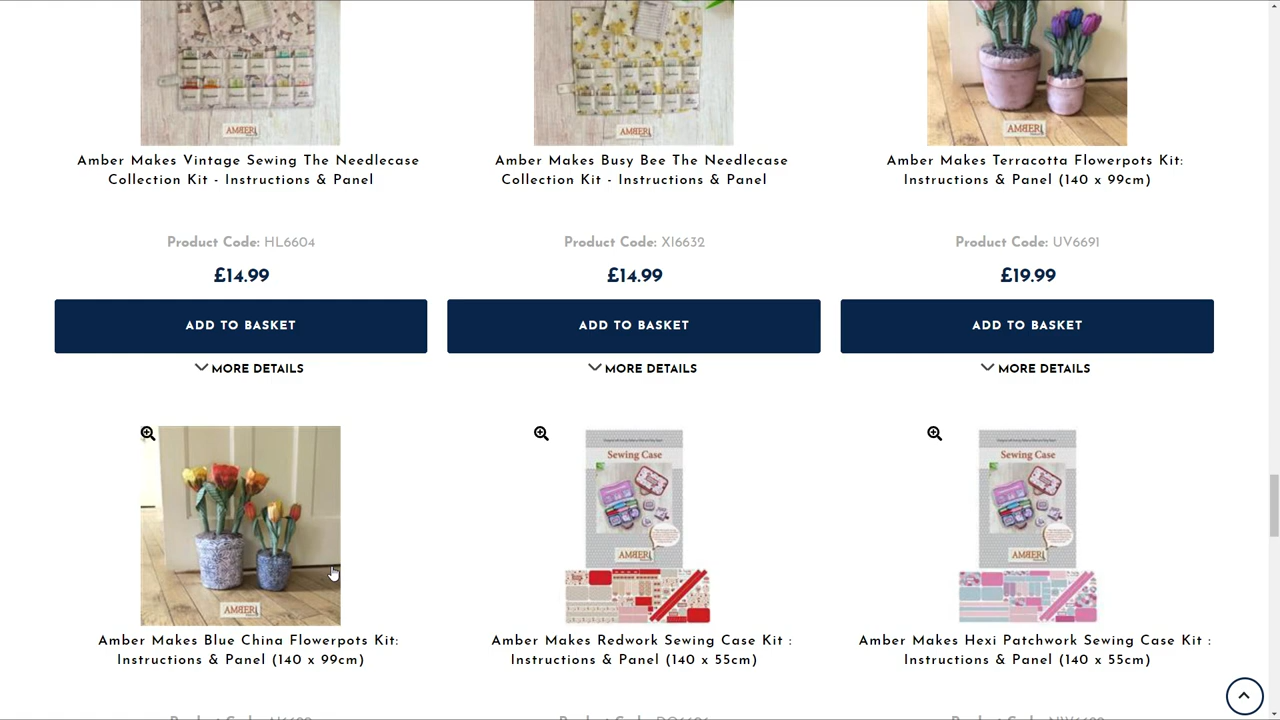 AMBER
AMBER
AMBER
Amber Makes Vintage Sewing The Needlecase
Collection Kit - Instructions & Panel
Amber Makes Busy Bee The Needlecase
Collection Kit - Instructions & Panel
Amber Makes Terracotta Flowerpots Kit:
Instructions & Panel (140 x 99cm)
Product Code: HL6604
Product Code: XI6632
Product Code: UV6691
£14.99
£14.99
£19.99
ADD TO BASKET
ADD TO BASKET
ADD TO BASKET
MORE DETAILS
MORE DETAILS
MORE DETAILS
Sewing Case
Sewing Case
AMBER
AMBER
AMBER
Amber Makes Blue China Flowerpots Kit:
Instructions & Panel (140 x 99cm)
Amber Makes Redwork Sewing Case Kit :
Instructions & Panel (140 x 55cm)
Amber Makes Hexi Patchwork Sewing Case Kit :
Instructions & Panel (140 x 55cm)